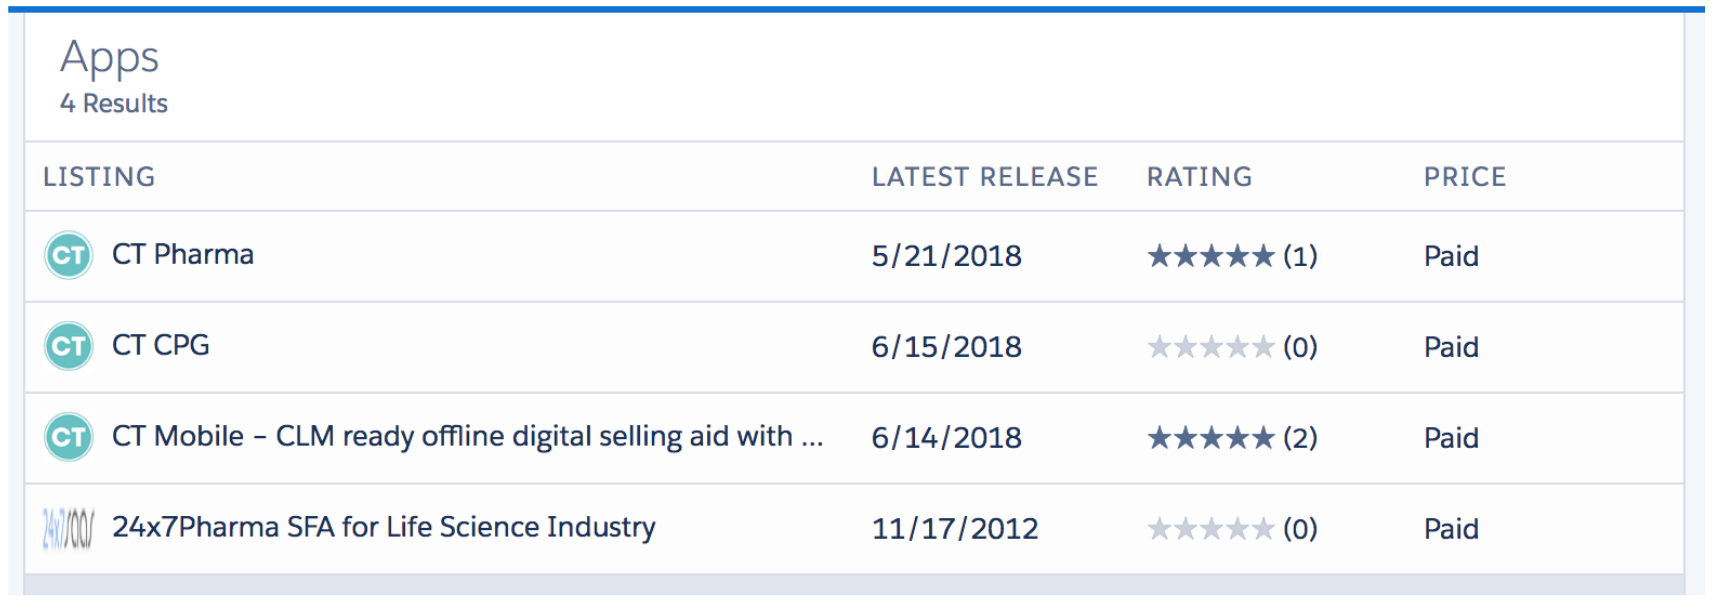 Apps
4 Results
LISTING LATEST RELEASE RATING PRICE
CT CT Pharma 5/21/2018 ★★★★★ (1) Paid
CT CT CPG 6/15/2018 ★★★★★ (0) Paid
CT CT Mobile – CLM ready offline digital selling aid with ... 6/14/2018 ★★★★★ (2) Paid
24x7saas 24x7Pharma SFA for Life Science Industry 11/17/2012 ★★★★★ (0) Paid